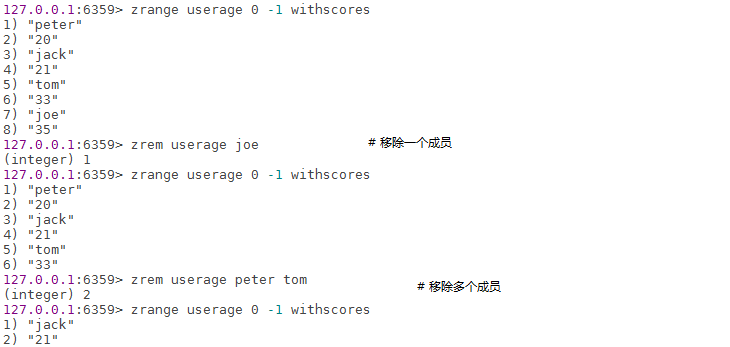 127.0.0.1:6359> zrange userage 0 -1 withscores
1) "peter"
2) "20"
3) "jack"
4) "21"
5) "tom"
6) "33"
7) "joe"
8) "35"
127.0.0.1:6359> zrem userage joe # 移除一个成员
(integer) 1
127.0.0.1:6359> zrange userage 0 -1 withscores
1) "peter"
2) "20"
3) "jack"
4) "21"
5) "tom"
6) "33"
127.0.0.1:6359> zrem userage peter tom # 移除多个成员
(integer) 2
127.0.0.1:6359> zrange userage 0 -1 withscores
1) "jack"
2) "21"